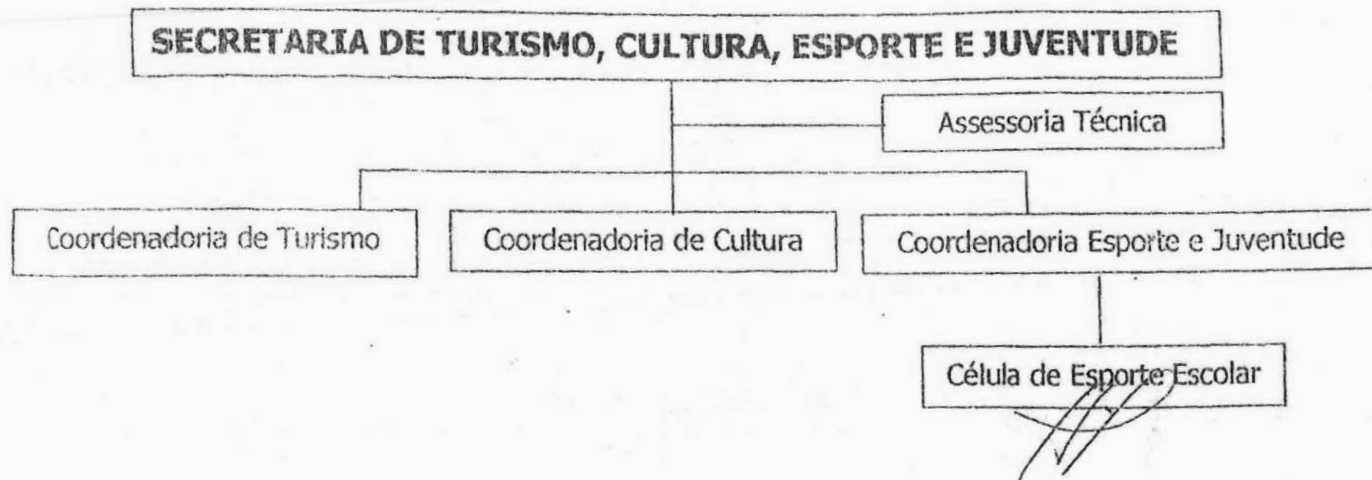 SECRETARIA DE TURISMO, CULTURA, ESPORTE E JUVENTUDE
Assessoria Técnica
Coordenadoria de Turismo
Coordenadoria de Cultura
Coordenadoria Esporte e Juventude
Célula de Esporte Escolar